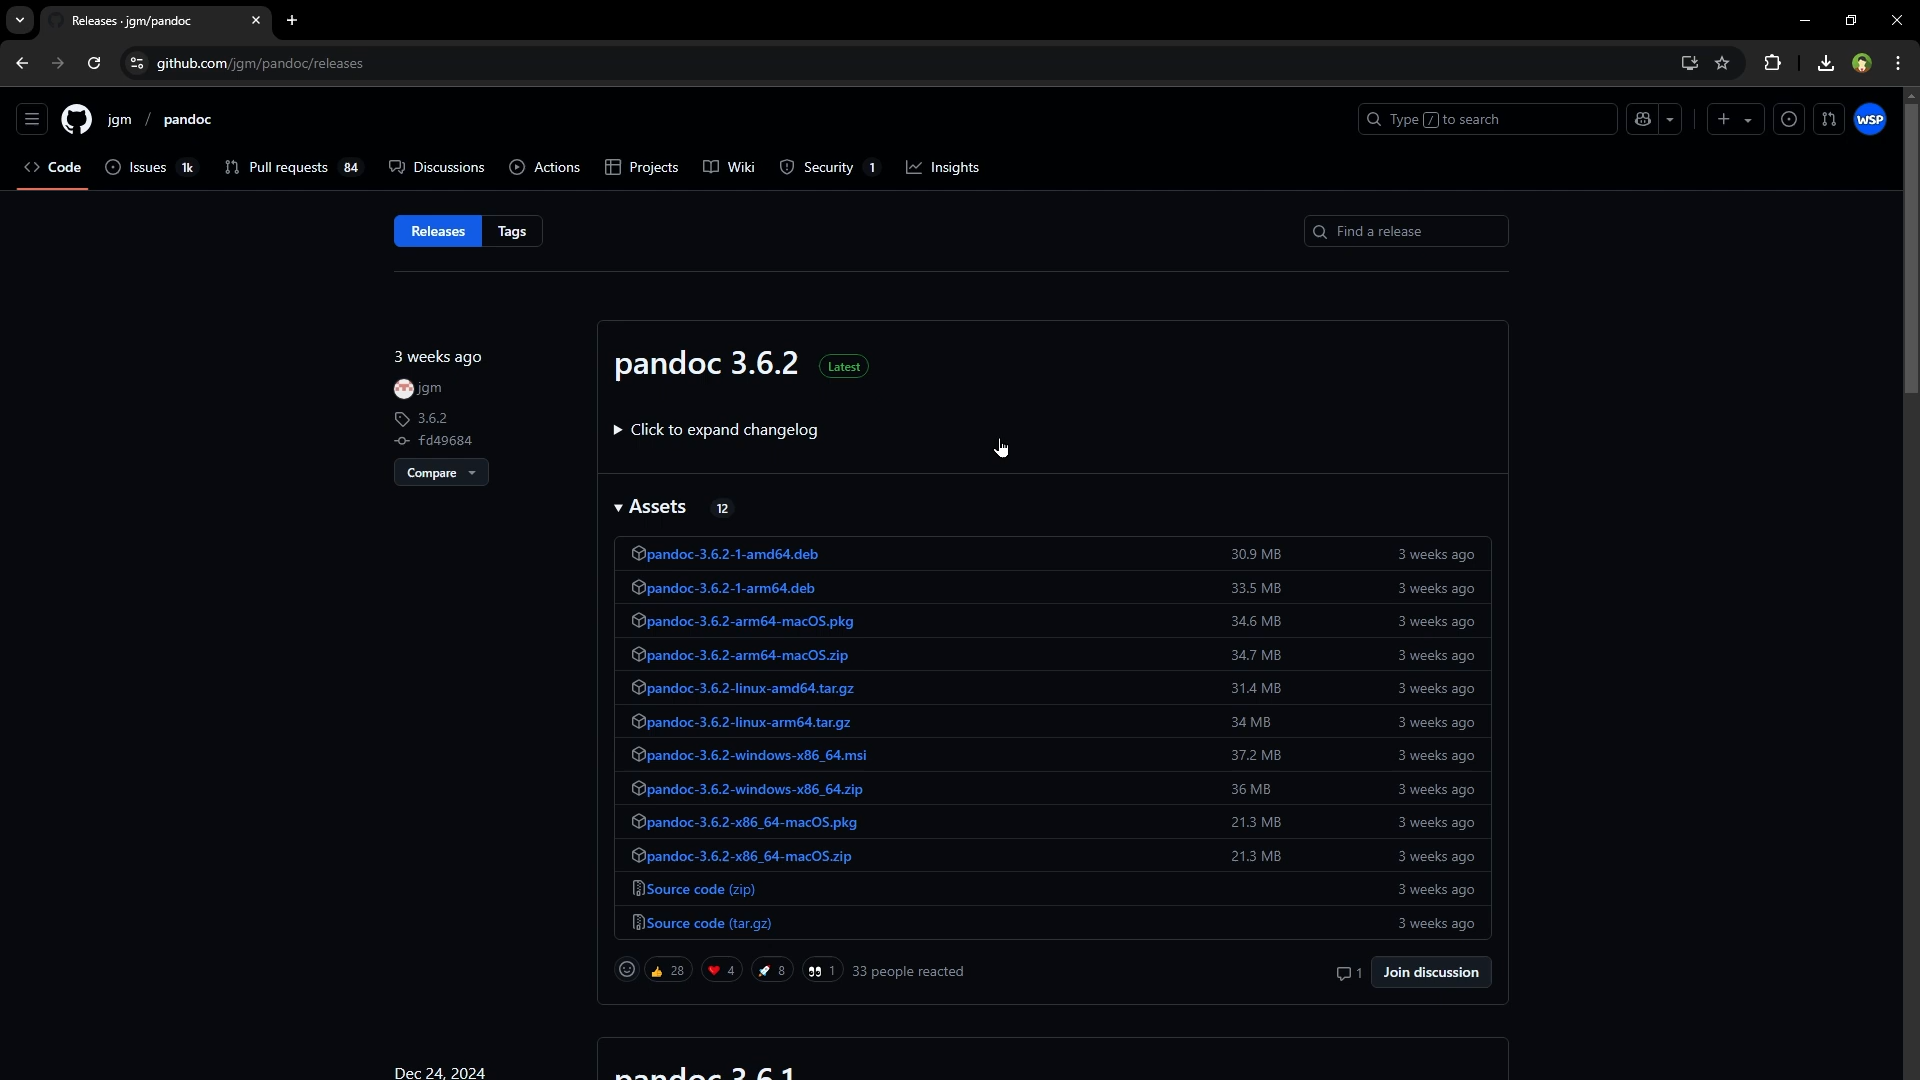 Releases · jgm/pandoc
github.com/jgm/pandoc/releases
jgm / pandoc
Type / to search
WSP
Code
Issues 1k
Pull requests 84
Discussions
Actions
Projects
Wiki
Security 1
Insights
Releases
Tags
Find a release
3 weeks ago
jgm
3.6.2
fd49684
Compare
pandoc 3.6.2 Latest
Click to expand changelog
Assets 12
pandoc-3.6.2-1-amd64.deb 30.9 MB 3 weeks ago
pandoc-3.6.2-1-arm64.deb 33.5 MB 3 weeks ago
pandoc-3.6.2-arm64-macOS.pkg 34.6 MB 3 weeks ago
pandoc-3.6.2-arm64-macOS.zip 34.7 MB 3 weeks ago
pandoc-3.6.2-linux-amd64.tar.gz 31.4 MB 3 weeks ago
pandoc-3.6.2-linux-arm64.tar.gz 34 MB 3 weeks ago
pandoc-3.6.2-windows-x86_64.msi 37.2 MB 3 weeks ago
pandoc-3.6.2-windows-x86_64.zip 36 MB 3 weeks ago
pandoc-3.6.2-x86_64-macOS.pkg 21.3 MB 3 weeks ago
pandoc-3.6.2-x86_64-macOS.zip 21.3 MB 3 weeks ago
Source code (zip) 3 weeks ago
Source code (tar.gz) 3 weeks ago
28 4 8 1 33 people reacted
1 Join discussion
Dec 24, 2024
pandoc 3.6.1